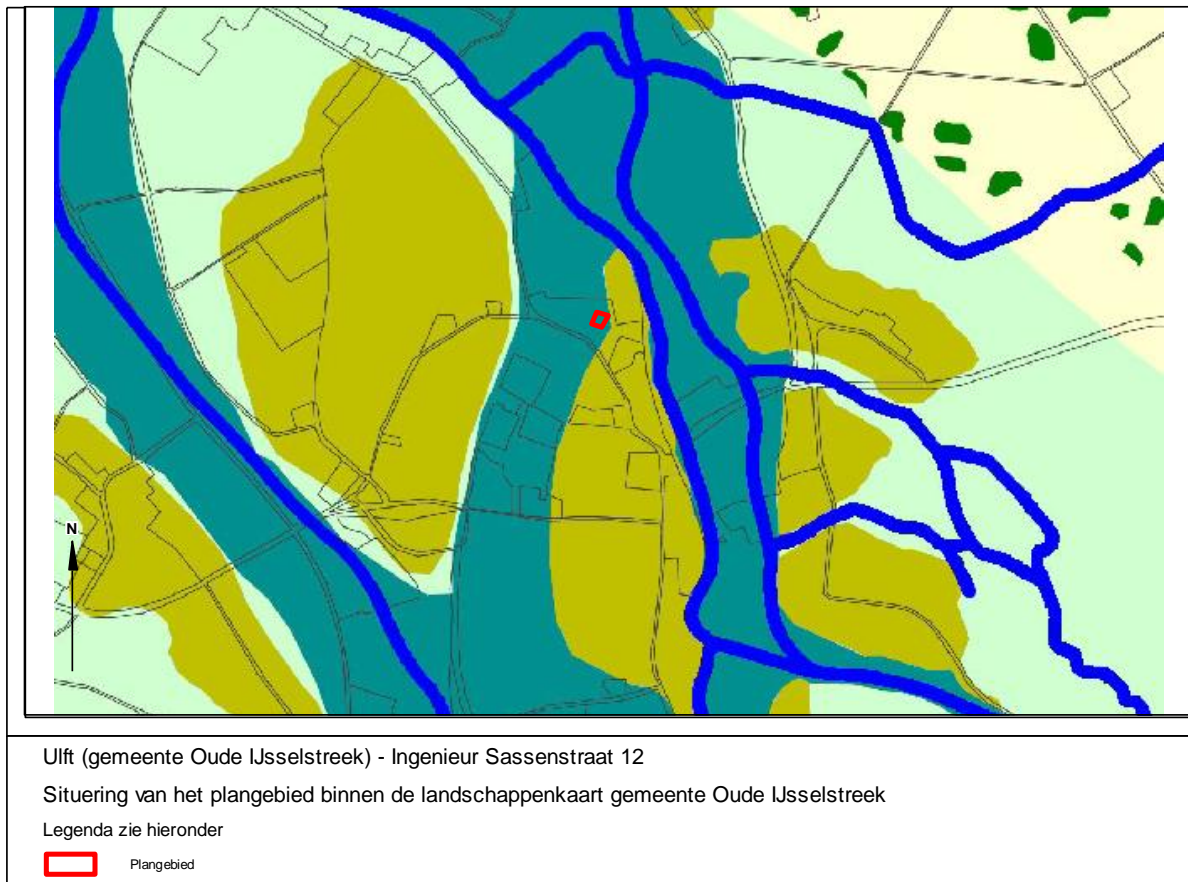 N
Ulft (gemeente Oude IJsselstreek) - Ingenieur Sassenstraat 12
Situering van het plangebied binnen de landschappenkaart gemeente Oude IJsselstreek
Legenda zie hieronder
Plangebied